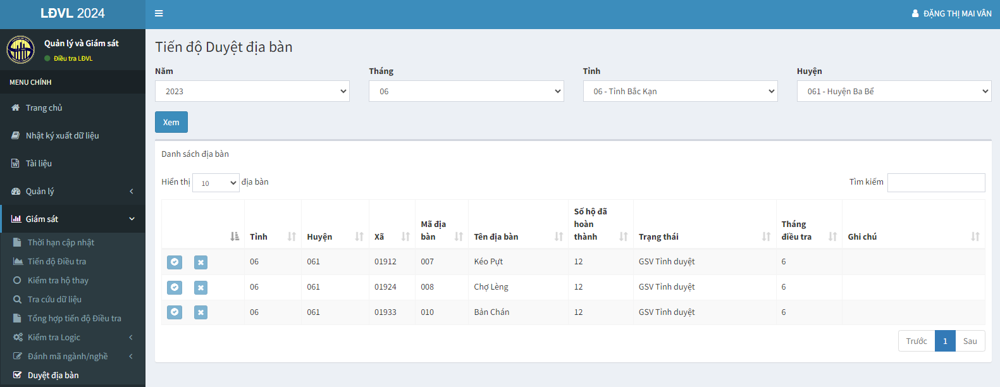 LĐVL 2024
ĐẶNG THỊ MAI VÂN
Quản lý và Giám sát
Điều tra LĐVL
MENU CHÍNH
Trang chủ
Nhật ký xuất dữ liệu
Tài liệu
Quản lý
Giám sát
Thời hạn cập nhật
Tiến độ Điều tra
Kiểm tra hộ thay
Tra cứu dữ liệu
Tổng hợp tiến độ Điều tra
Kiểm tra Logic
Đánh mã ngành/nghề
Duyệt địa bàn
Tiến độ Duyệt địa bàn
Năm Tháng Tỉnh Huyện
2023 06 06 - Tỉnh Bắc Kạn 061 - Huyện Ba Bể
Xem
Danh sách địa bàn
Hiển thị 10 địa bàn Tìm kiếm
Tỉnh Huyện Xã Mã địa bàn Tên địa bàn Số hộ đã hoàn thành Trạng thái Tháng điều tra Ghi chú
06 061 01912 007 Kéo Pựt 12 GSV Tỉnh duyệt 6
06 061 01924 008 Chợ Lèng 12 GSV Tỉnh duyệt 6
06 061 01933 010 Bản Chán 12 GSV Tỉnh duyệt 6
Trước 1 Sau